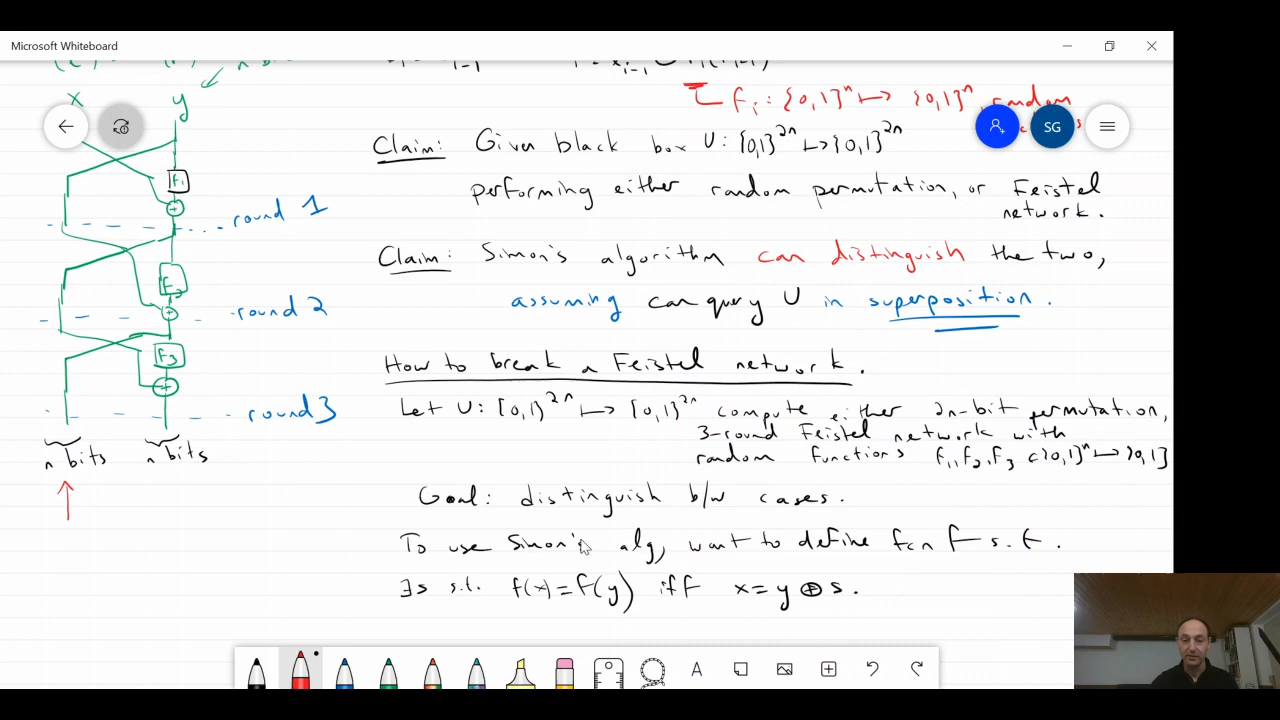 Microsoft Whiteboard
x y
f₁ : {0,1}ⁿ ↦ {0,1}ⁿ random
SG
Claim: Given black box U: {0,1}²ⁿ ↦ {0,1}²ⁿ
performing either random permutation, or Feistel
network.
F₁
round 1
Claim: Simon's algorithm can distinguish the two,
assuming can query U in superposition.
F₂
round 2
How to break a Feistel network.
F₃
Let U: {0,1}²ⁿ ↦ {0,1}²ⁿ compute either 2n-bit permutation,
round 3
3-round Feistel network with
random functions f₁, F₂, F₃ {0,1}ⁿ ↦ {0,1}
n bits n bits
Goal: distinguish b/w cases.
To use Simon's alg, want to define fcn f s.t.
∃s s.t. f(x)=f(y) iff x=y⊕s.
A